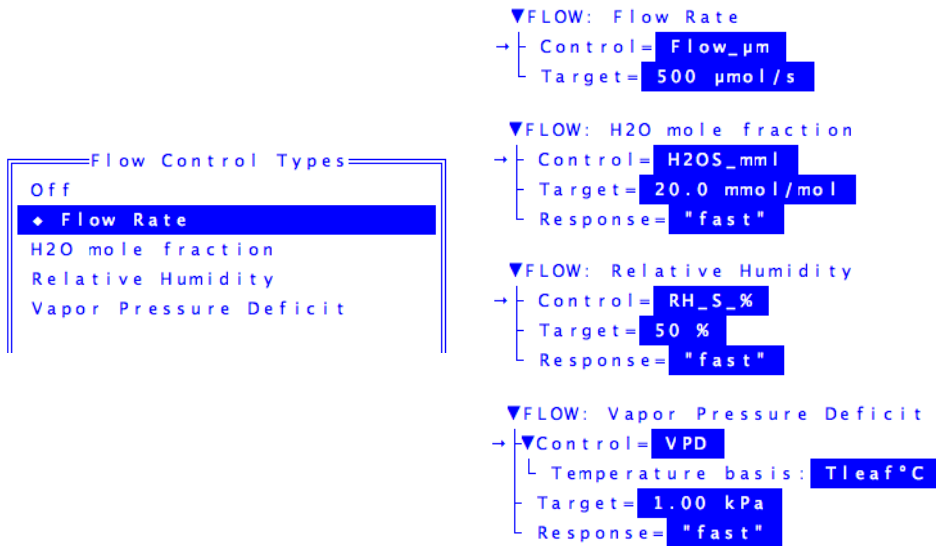 Flow Control Types
Off
◆ Flow Rate
H2O mole fraction
Relative Humidity
Vapor Pressure Deficit
▼FLOW: Flow Rate
→ Control= Flow_µm
Target= 500 µmol/s
▼FLOW: H2O mole fraction
→ Control= H2OS_mml
Target= 20.0 mmol/mol
Response= "fast"
▼FLOW: Relative Humidity
→ Control= RH_S_%
Target= 50 %
Response= "fast"
▼FLOW: Vapor Pressure Deficit
→ ▼Control= VPD
Temperature basis: Tleaf°C
Target= 1.00 kPa
Response= "fast"